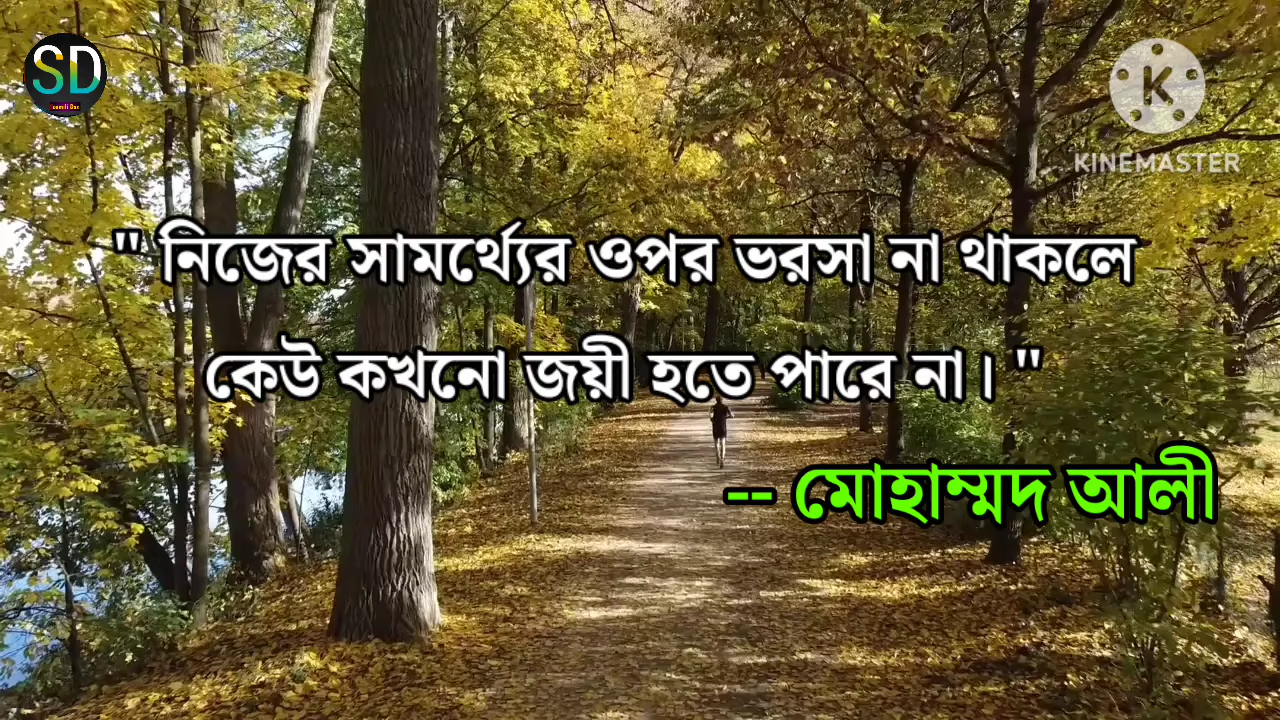 SD
K
KINEMASTER
" নিজের সামর্থ্যের ওপর ভরসা না থাকলে
কেউ কখনো জয়ী হতে পারে না। "
-- মোহাম্মদ আলী